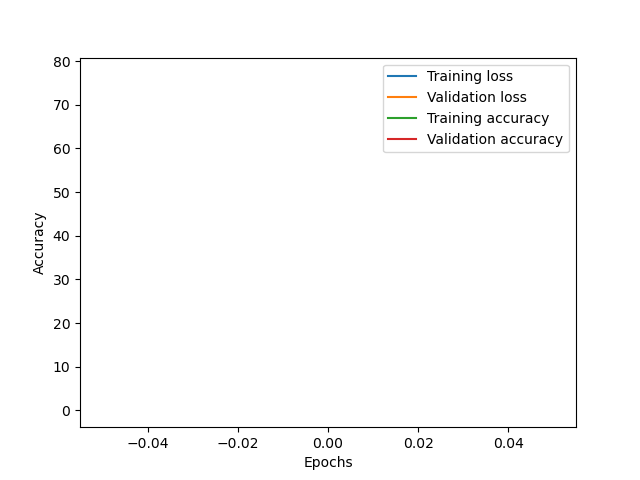 80
70
60
50
40
30
20
10
0
Accuracy
Training loss
Validation loss
Training accuracy
Validation accuracy
−0.04 −0.02 0.00 0.02 0.04
Epochs